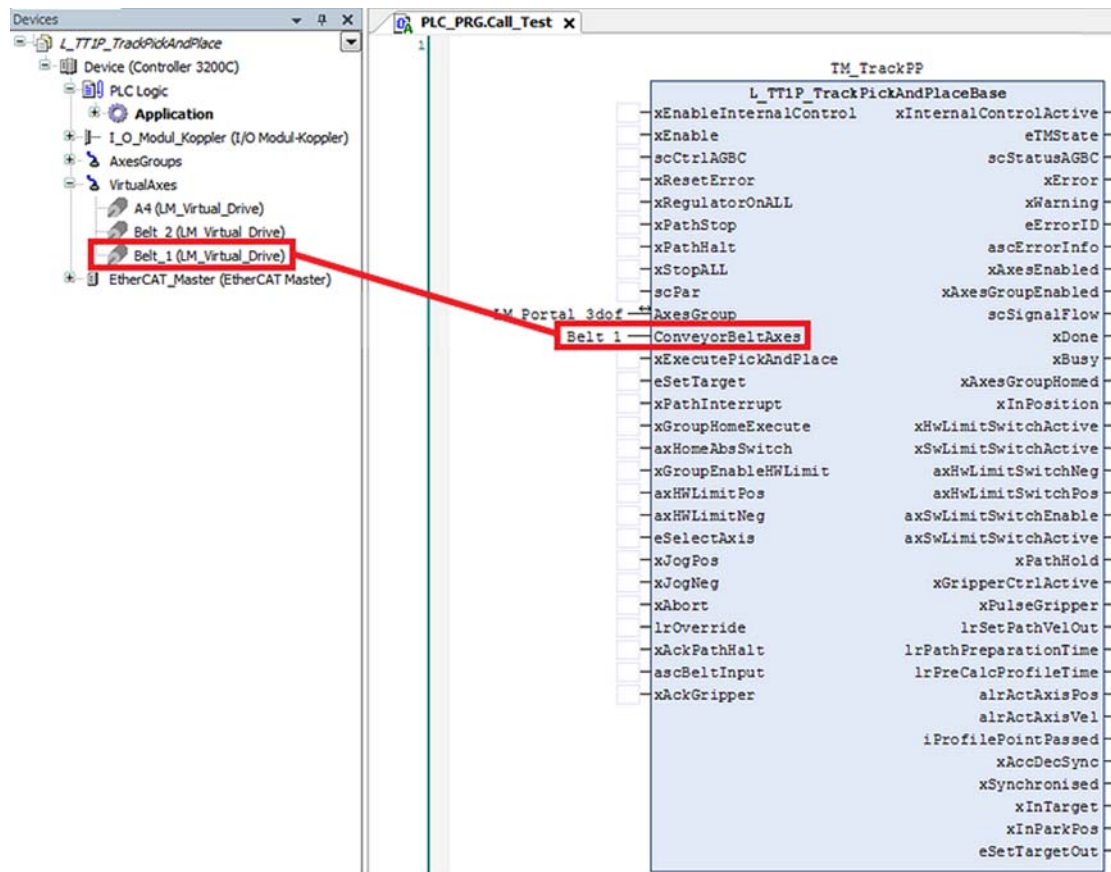 Devices
L_TT1P_TrackPickAndPlace
Device (Controller 3200C)
PLC Logic
Application
I_O_Modul_Koppler (I/O Modul-Koppler)
AxesGroups
VirtualAxes
A4 (LM_Virtual_Drive)
Belt_2 (LM_Virtual_Drive)
Belt_1 (LM_Virtual_Drive)
EtherCAT_Master (EtherCAT Master)
PLC_PRG.Call_Test
1
TM_TrackPP
L_TT1P_TrackPickAndPlaceBase
xEnableInternalControl xInternalControlActive
xEnable eTMState
scCtrlAGBC scStatusAGBC
xResetError xError
xRegulatorOnALL xWarning
xPathStop eErrorID
xPathHalt ascErrorInfo
xStopALL xAxesEnabled
scPar xAxesGroupEnabled
LM_Portal_3dof AxesGroup scSignalFlow
Belt_1 ConveyorBeltAxes xDone
xExecutePickAndPlace xBusy
eSetTarget xAxesGroupHomed
xPathInterrupt xInPosition
xGroupHomeExecute xHwLimitSwitchActive
axHomeAbsSwitch xSwLimitSwitchActive
xGroupEnableHWLimit axHwLimitSwitchNeg
axHWLimitPos axHwLimitSwitchPos
axHWLimitNeg axSwLimitSwitchEnable
eSelectAxis axSwLimitSwitchActive
xJogPos xPathHold
xJogNeg xGripperCtrlActive
xAbort xPulseGripper
lrOverride lrSetPathVelOut
xAckPathHalt lrPathPreparationTime
ascBeltInput lrPreCalcProfileTime
xAckGripper alrActAxisPos
alrActAxisVel
iProfilePointPassed
xAccDecSync
xSynchronised
xInTarget
xInParkPos
eSetTargetOut